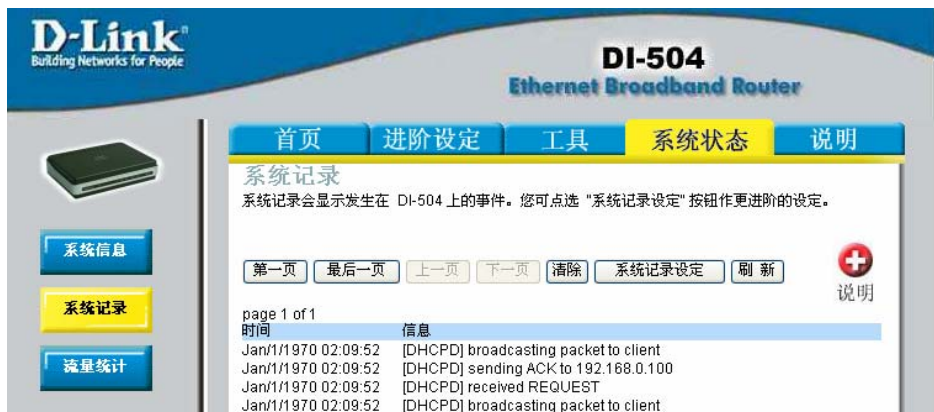 D-Link
Building Networks for People
DI-504
Ethernet Broadband Router
首页 进阶设定 工具 系统状态 说明
系统记录
系统记录会显示发生在 DI-504 上的事件。您可点选 "系统记录设定" 按钮作更进阶的设定。
系统信息
系统记录
流量统计
第一页 最后一页 上一页 下一页 清除 系统记录设定 刷 新
说明
page 1 of 1
时间 信息
Jan/1/1970 02:09:52 [DHCPD] broadcasting packet to client
Jan/1/1970 02:09:52 [DHCPD] sending ACK to 192.168.0.100
Jan/1/1970 02:09:52 [DHCPD] received REQUEST
Jan/1/1970 02:09:52 [DHCPD] broadcasting packet to client